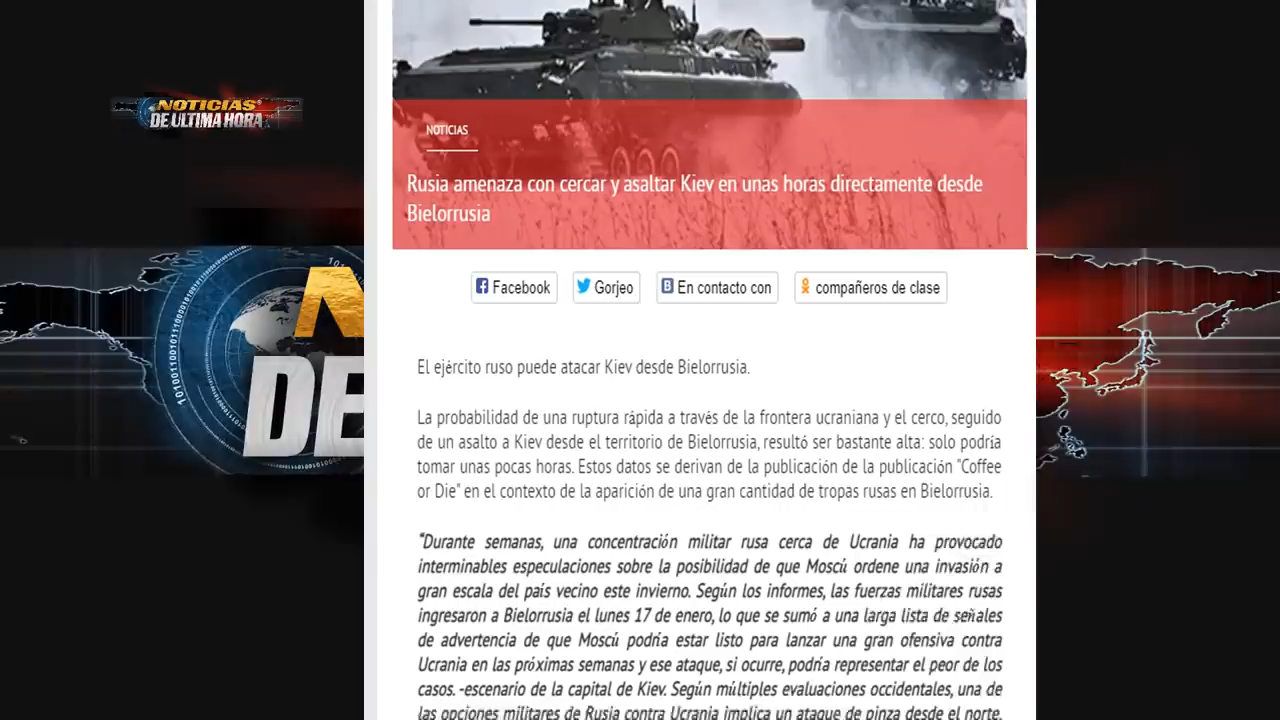 NOTICIAS
DE ULTIMA HORA
NOTICIAS
Rusia amenaza con cercar y asaltar Kiev en unas horas directamente desde
Bielorrusia
Facebook
Gorjeo
En contacto con
compañeros de clase
DE
El ejército ruso puede atacar Kiev desde Bielorrusia.
La probabilidad de una ruptura rápida a través de la frontera ucraniana y el cerco, seguido
de un asalto a Kiev desde el territorio de Bielorrusia, resultó ser bastante alta: solo podría
tomar unas pocas horas. Estos datos se derivan de la publicación de la publicación "Coffee
or Die" en el contexto de la aparición de una gran cantidad de tropas rusas en Bielorrusia.
"Durante semanas, una concentración militar rusa cerca de Ucrania ha provocado
interminables especulaciones sobre la posibilidad de que Moscú ordene una invasión a
gran escala del país vecino este invierno. Según los informes, las fuerzas militares rusas
ingresaron a Bielorrusia el lunes 17 de enero, lo que se sumó a una larga lista de señales
de advertencia de que Moscú podría estar listo para lanzar una gran ofensiva contra
Ucrania en las próximas semanas y ese ataque, si ocurre, podría representar el peor de los
casos. -escenario de la capital de Kiev. Según múltiples evaluaciones occidentales, una de
las opciones militares de Rusia contra Ucrania implica un ataque de pinza desde el norte,